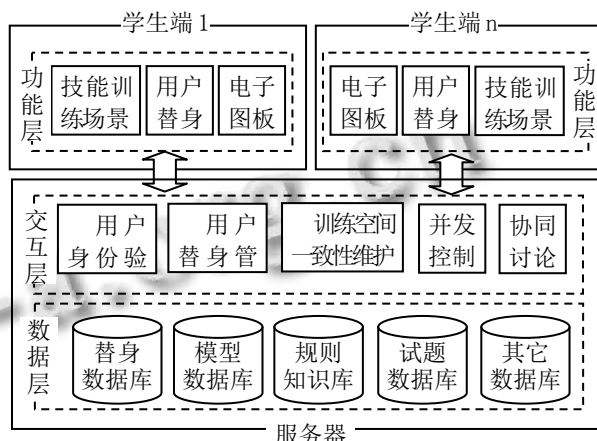 学生端 1
学生端 n
功能层
技能训
练场景
用户
替身
电子
图板
电子
图板
用户
替身
技能训
练场景
功能层
交互层
用户
身份验
用户
替身管
训练空间
一致性维护
并发
控制
协同
讨论
数据层
替身
数据库
模型
数据库
规则
知识库
试题
数据库
其它
数据库
服务器